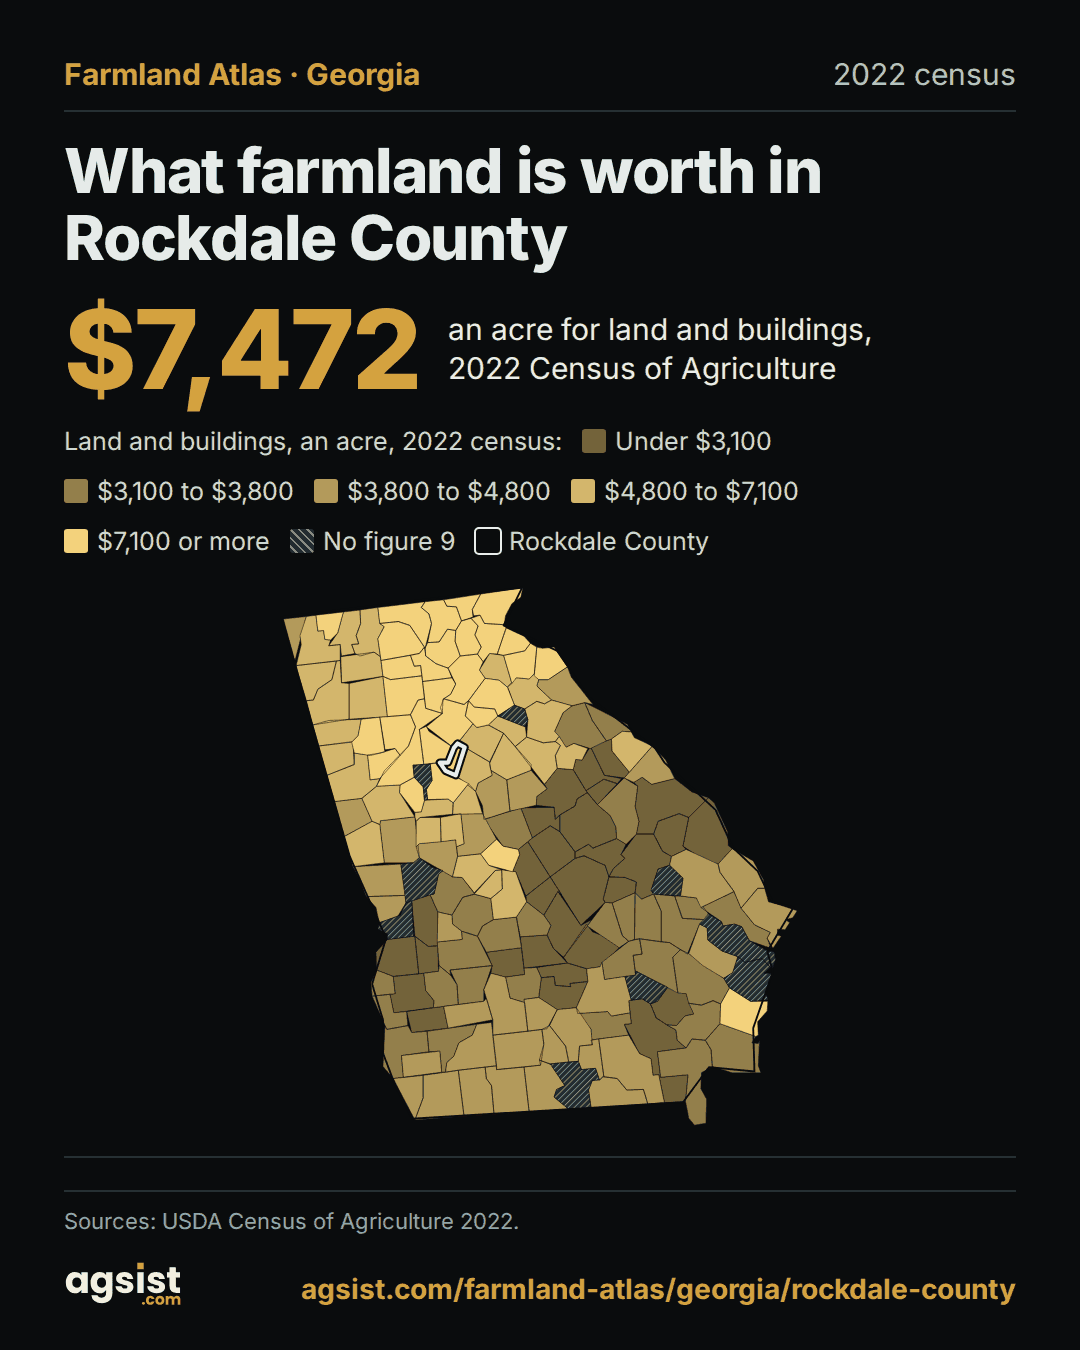 Farmland Atlas · Georgia
2022 census
What farmland is worth in
Rockdale County
$7,472
an acre for land and buildings,
2022 Census of Agriculture
Land and buildings, an acre, 2022 census: Under $3,100
$3,100 to $3,800 $3,800 to $4,800 $4,800 to $7,100
$7,100 or more No figure 9 Rockdale County
Sources: USDA Census of Agriculture 2022.
agsist
.com
agsist.com/farmland-atlas/georgia/rockdale-county